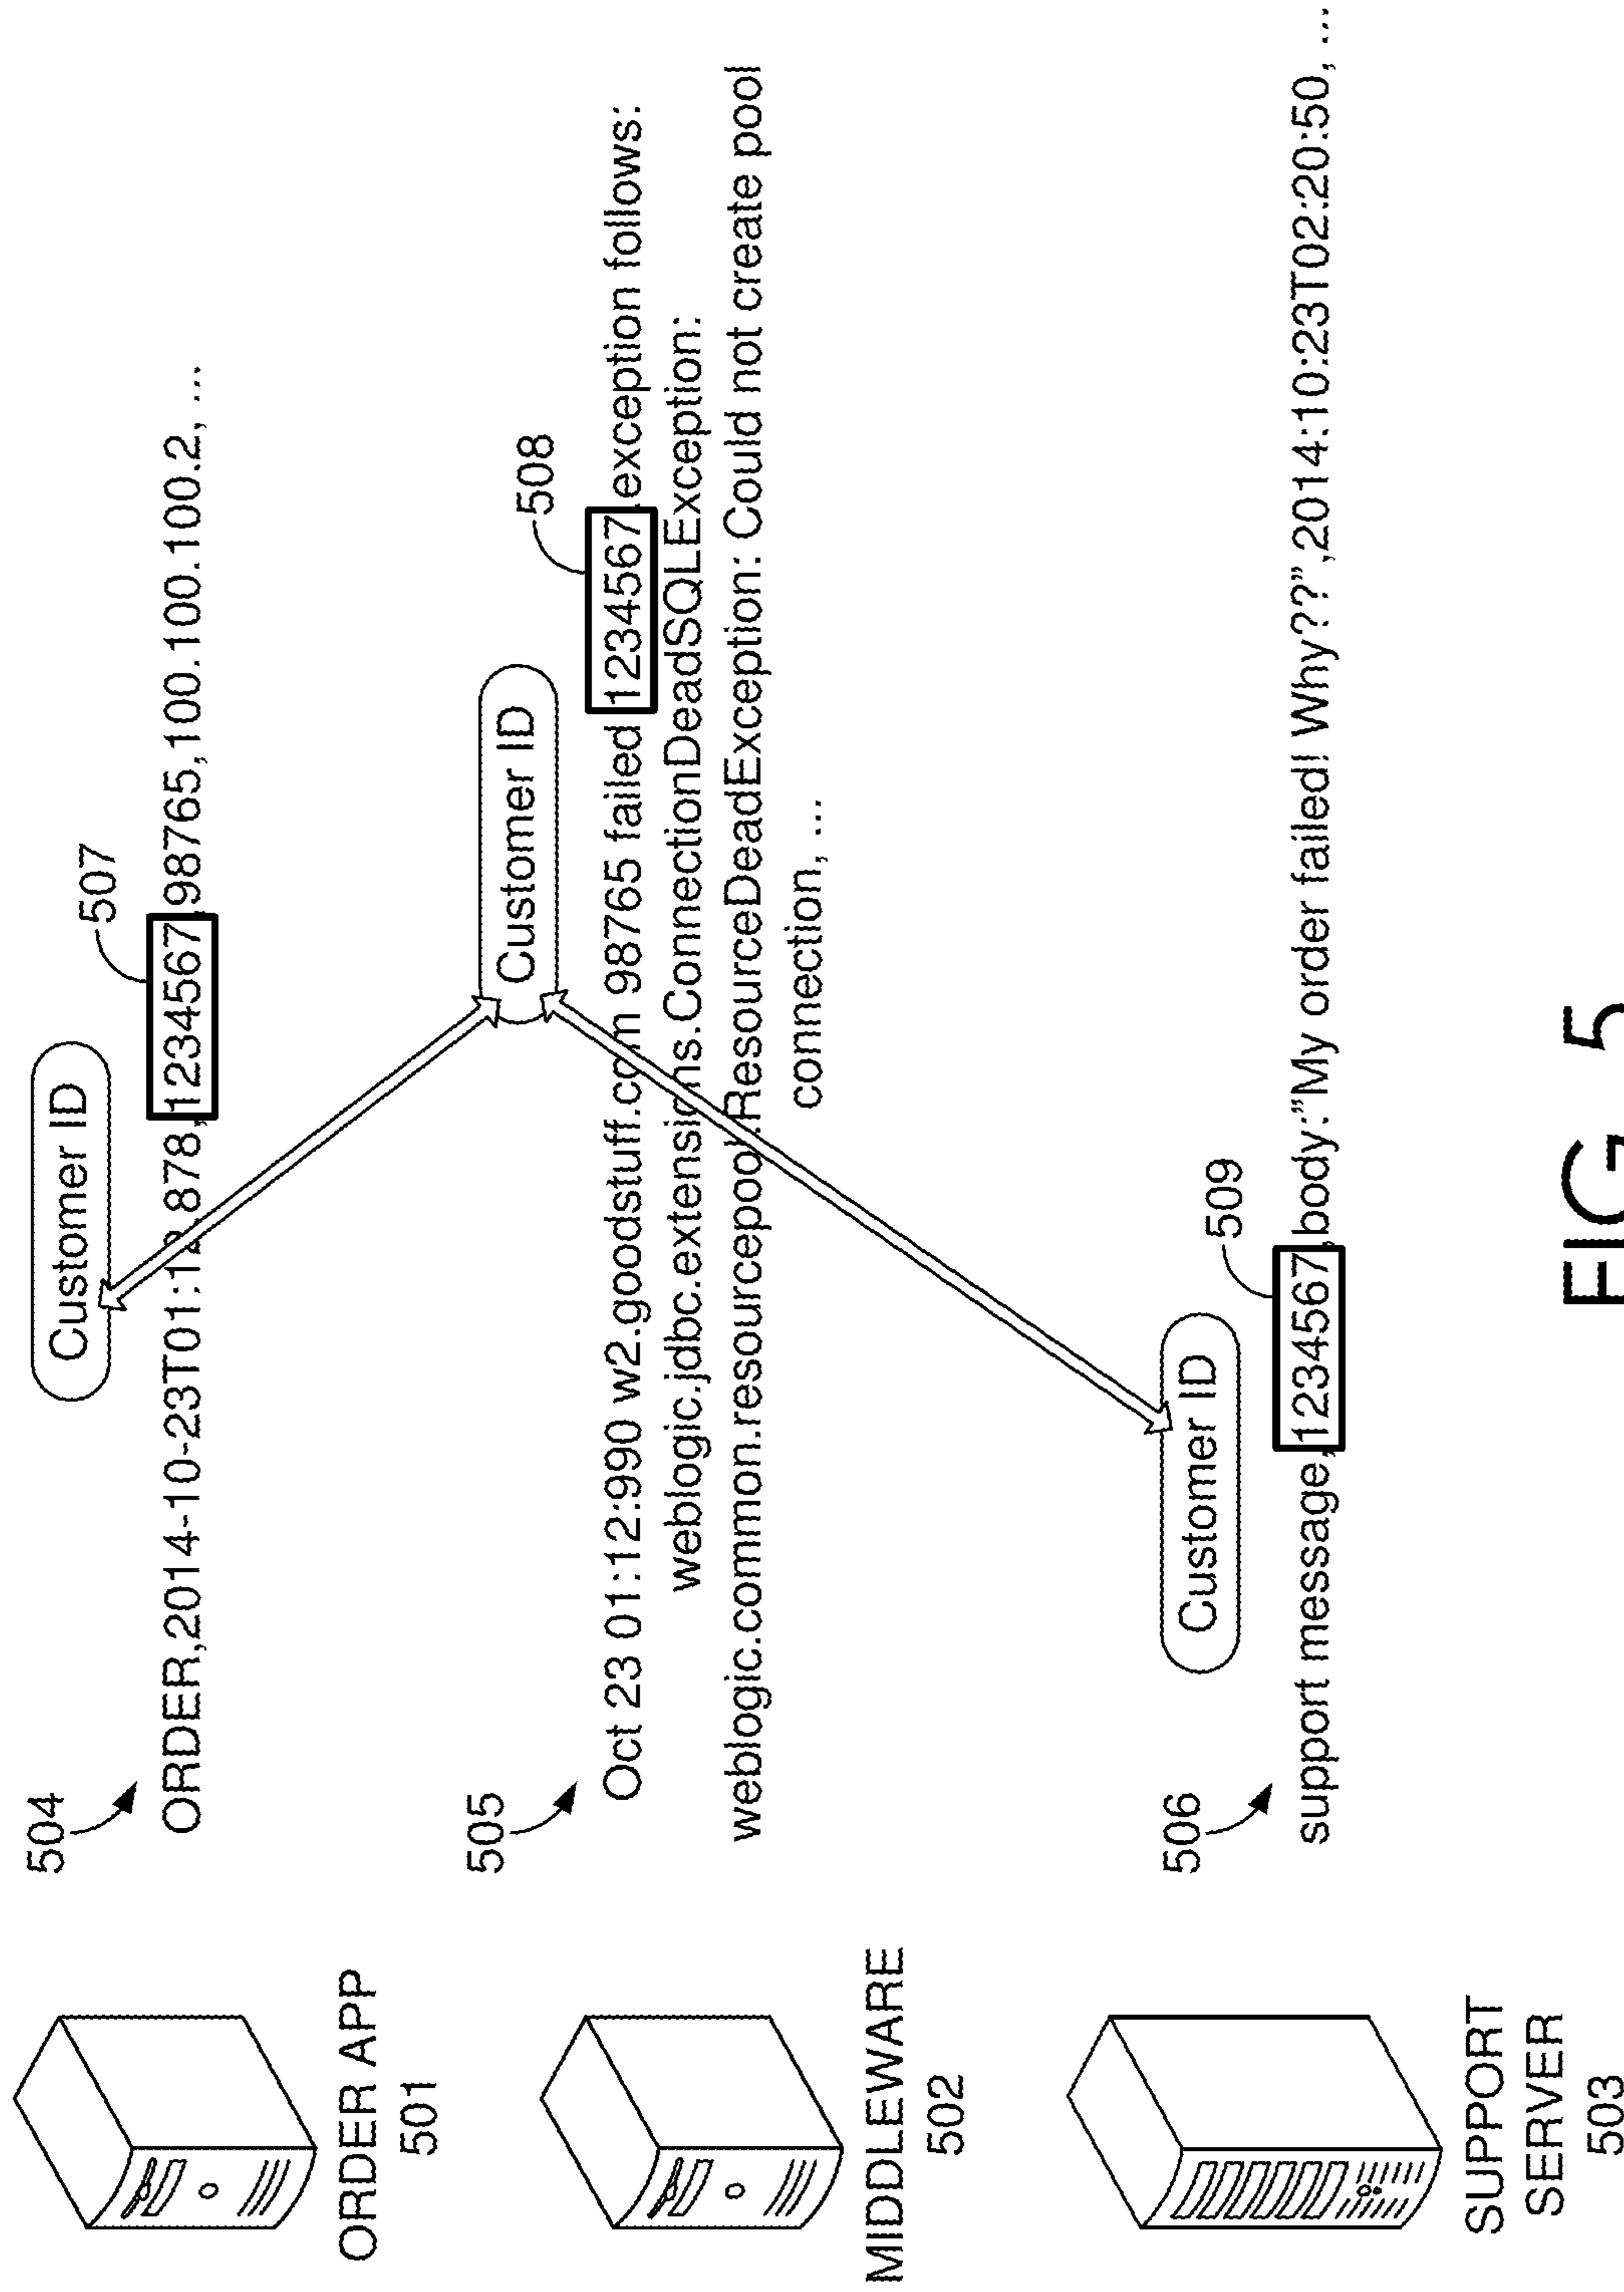 504
Customer ID
507
ORDER,2014-10-23T01:12.878,1234567,98765,100.100.100.2, ...
ORDER APP
501
505
Customer ID
508
Oct 23 01:12:990 w2.goodstuff.com 98765 failed 1234567 exception follows:
weblogic.jdbc.extensions.ConnectionDeadSQLException:
weblogic.common.resourcepool.ResourceDeadException: Could not create pool
connection, ...
MIDDLEWARE
502
506
Customer ID
509
support message,1234567,body:"My order failed! Why??",2014:10:23T02:20:50, ...
SUPPORT
SERVER
503
FIG. 5